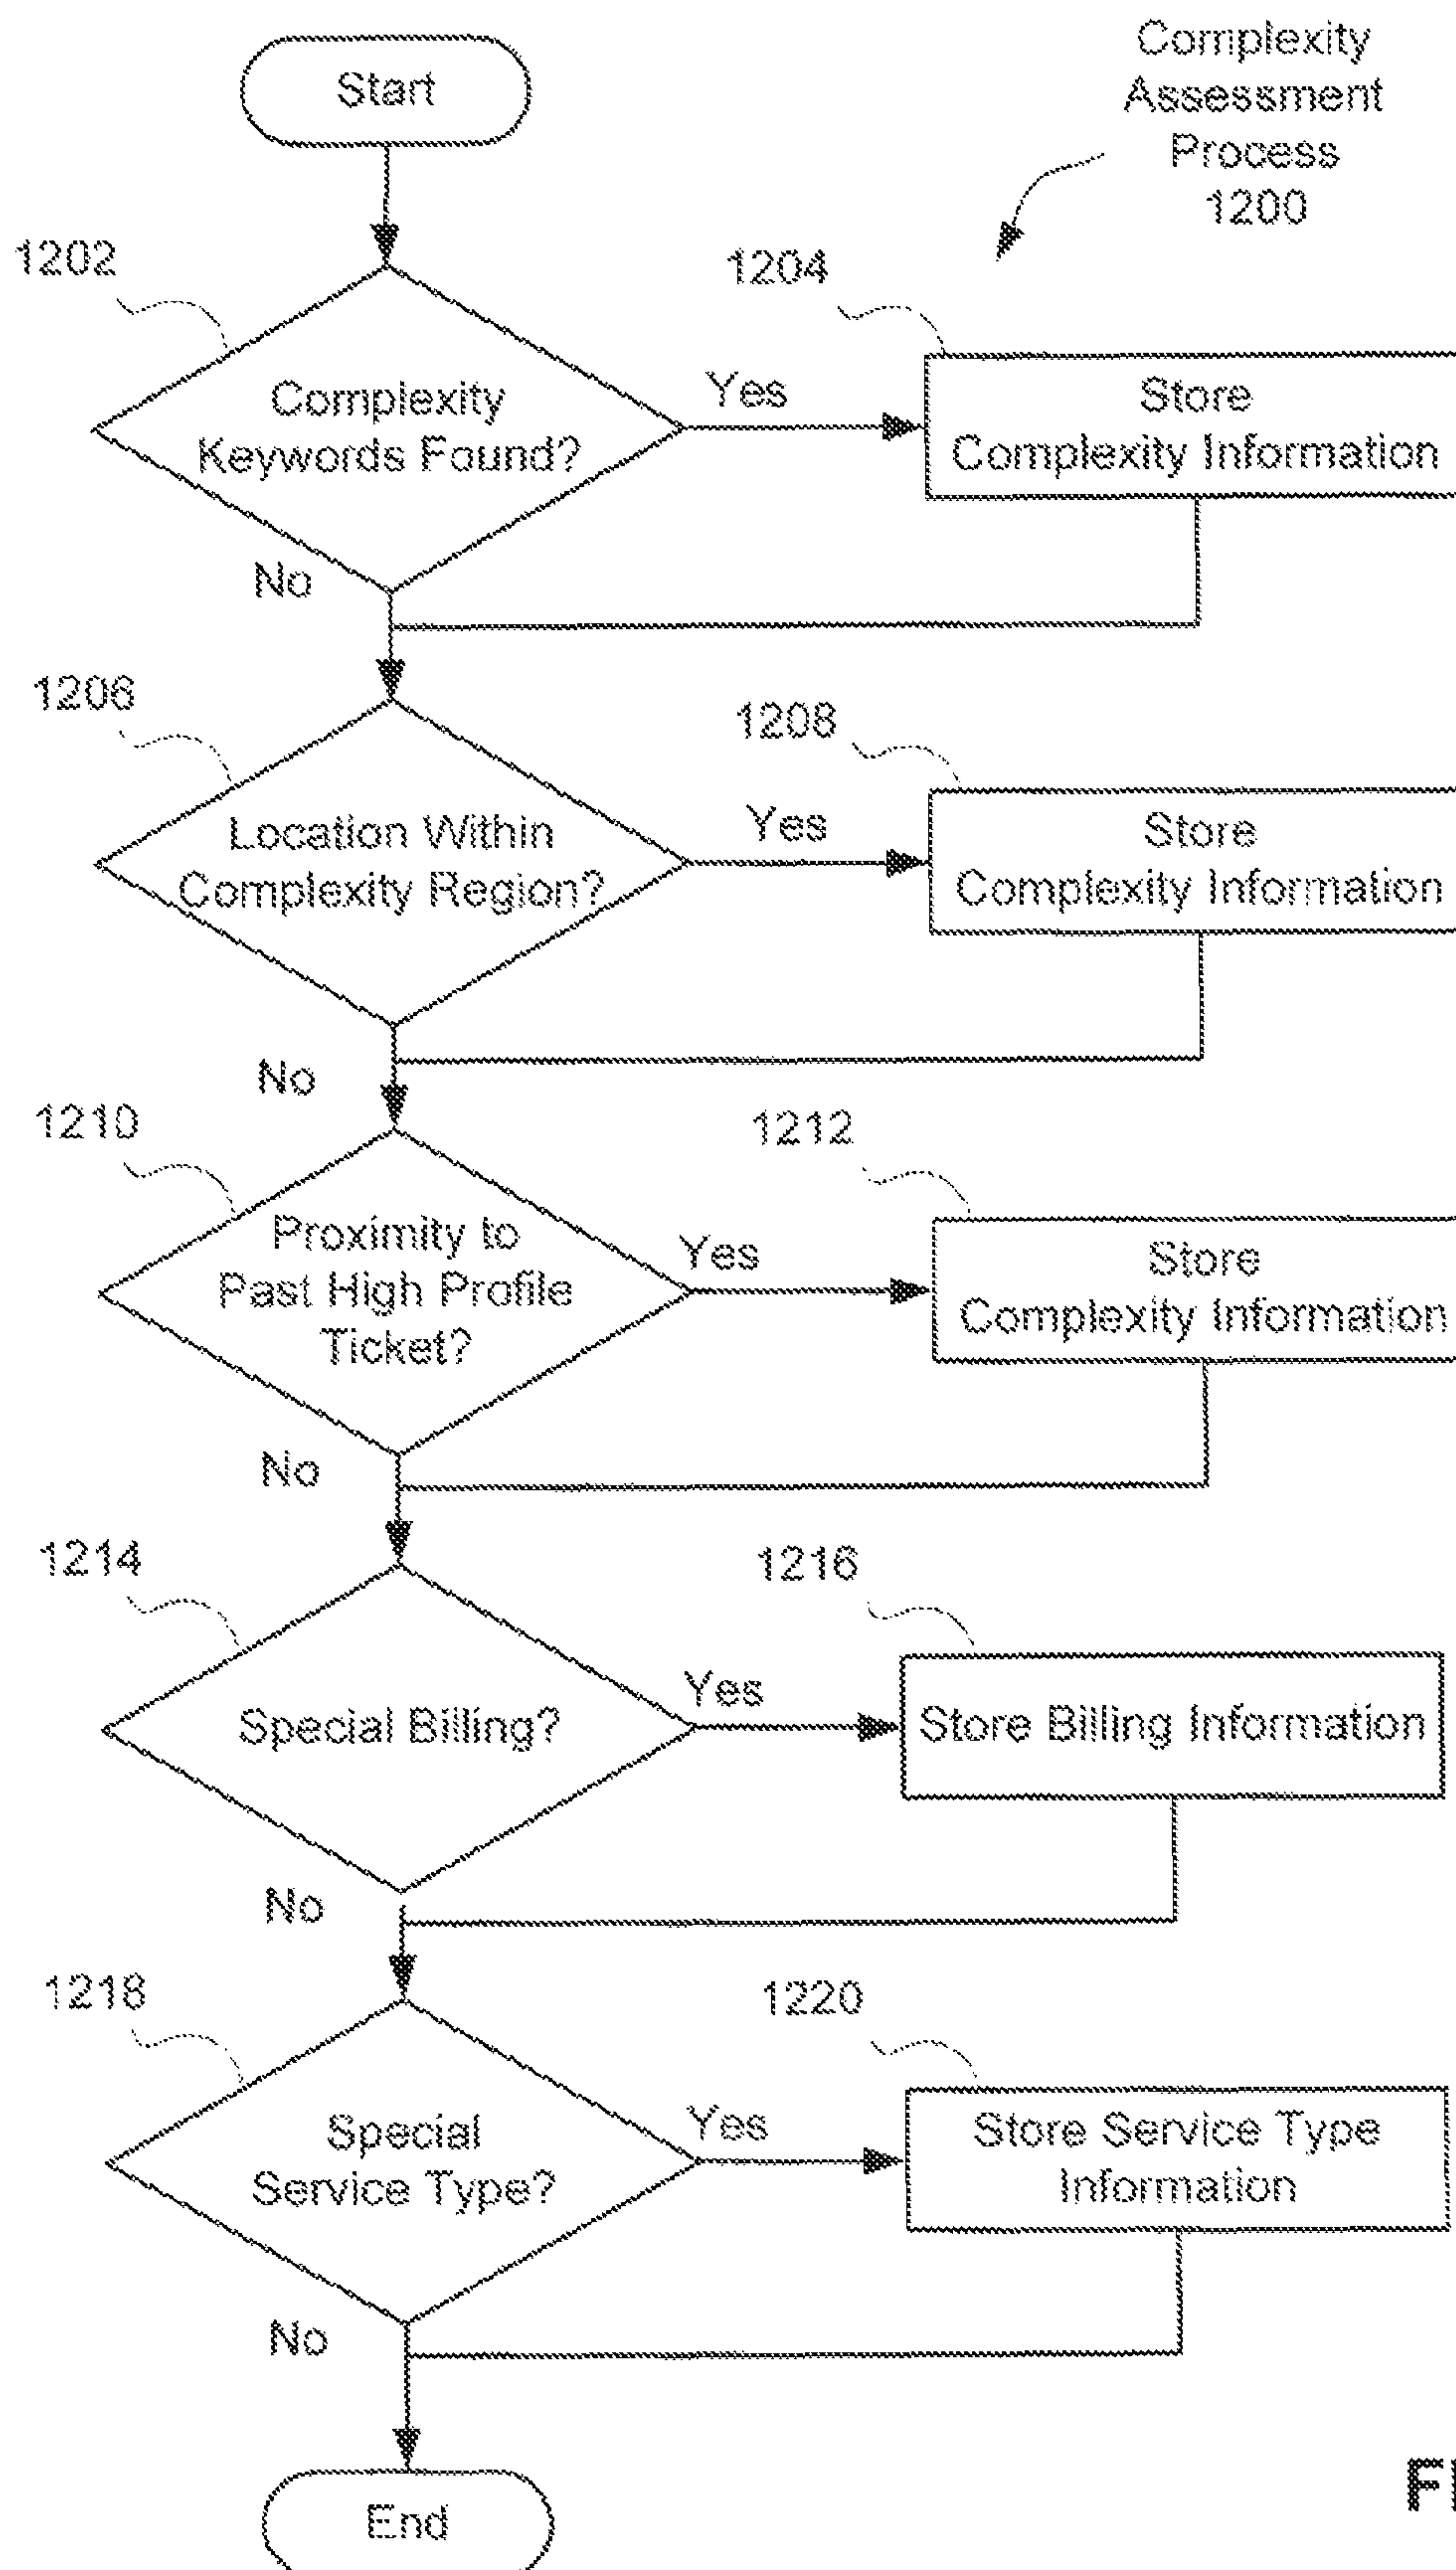 Start
Complexity
Assessment
Process
1200
1202
1204
Complexity
Keywords Found?
Yes
Store
Complexity Information
No
1206
1208
Location Within
Complexity Region?
Yes
Store
Complexity Information
No
1210
1212
Proximity to
Past High Profile
Ticket?
Yes
Store
Complexity Information
No
1214
1216
Special Billing?
Yes
Store Billing Information
No
1218
1220
Special
Service Type?
Yes
Store Service Type
Information
No
End